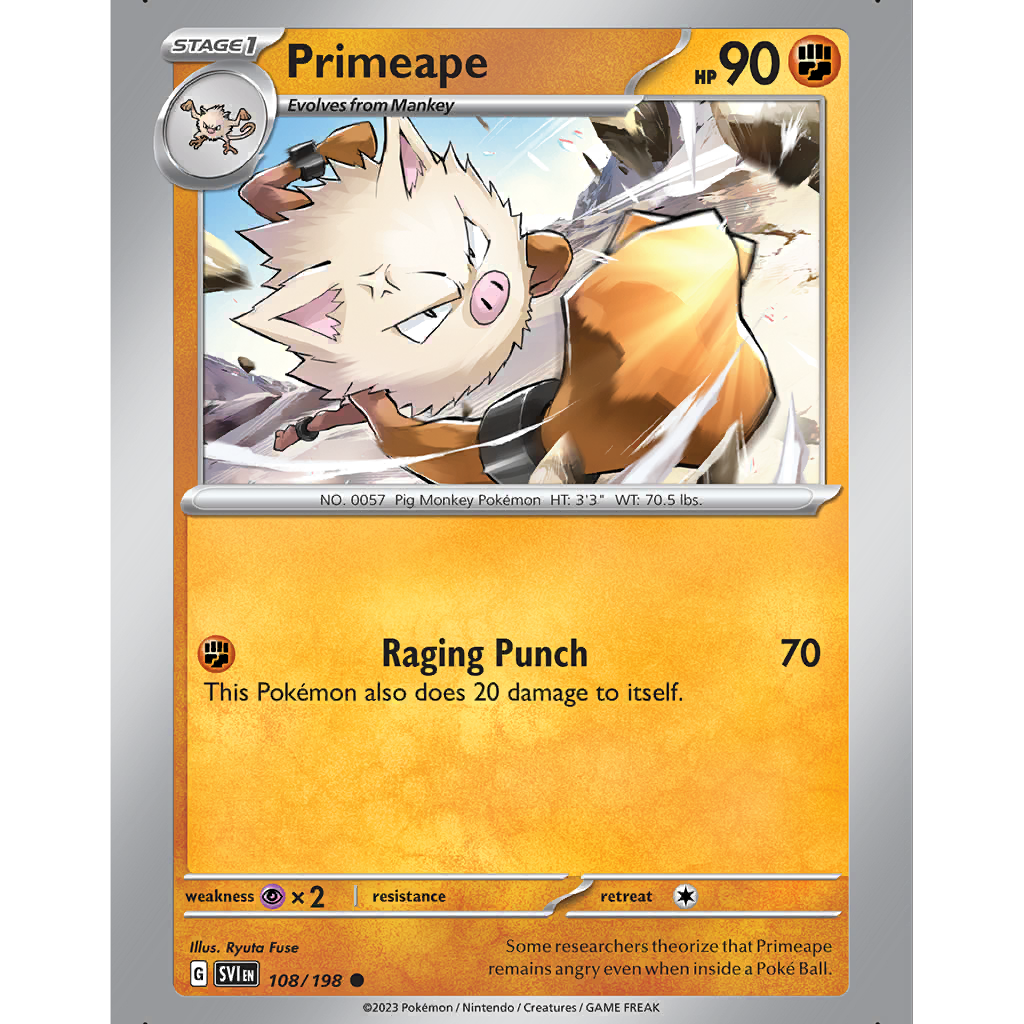 STAGE1
Primeape
HP 90
Evolves from Mankey
NO. 0057 Pig Monkey Pokémon HT: 3'3" WT: 70.5 lbs.
Raging Punch 70
This Pokémon also does 20 damage to itself.
weakness × 2 resistance retreat
Illus. Ryuta Fuse
Some researchers theorize that Primeape
remains angry even when inside a Poké Ball.
G SVI EN 108/198
©2023 Pokémon / Nintendo / Creatures / GAME FREAK